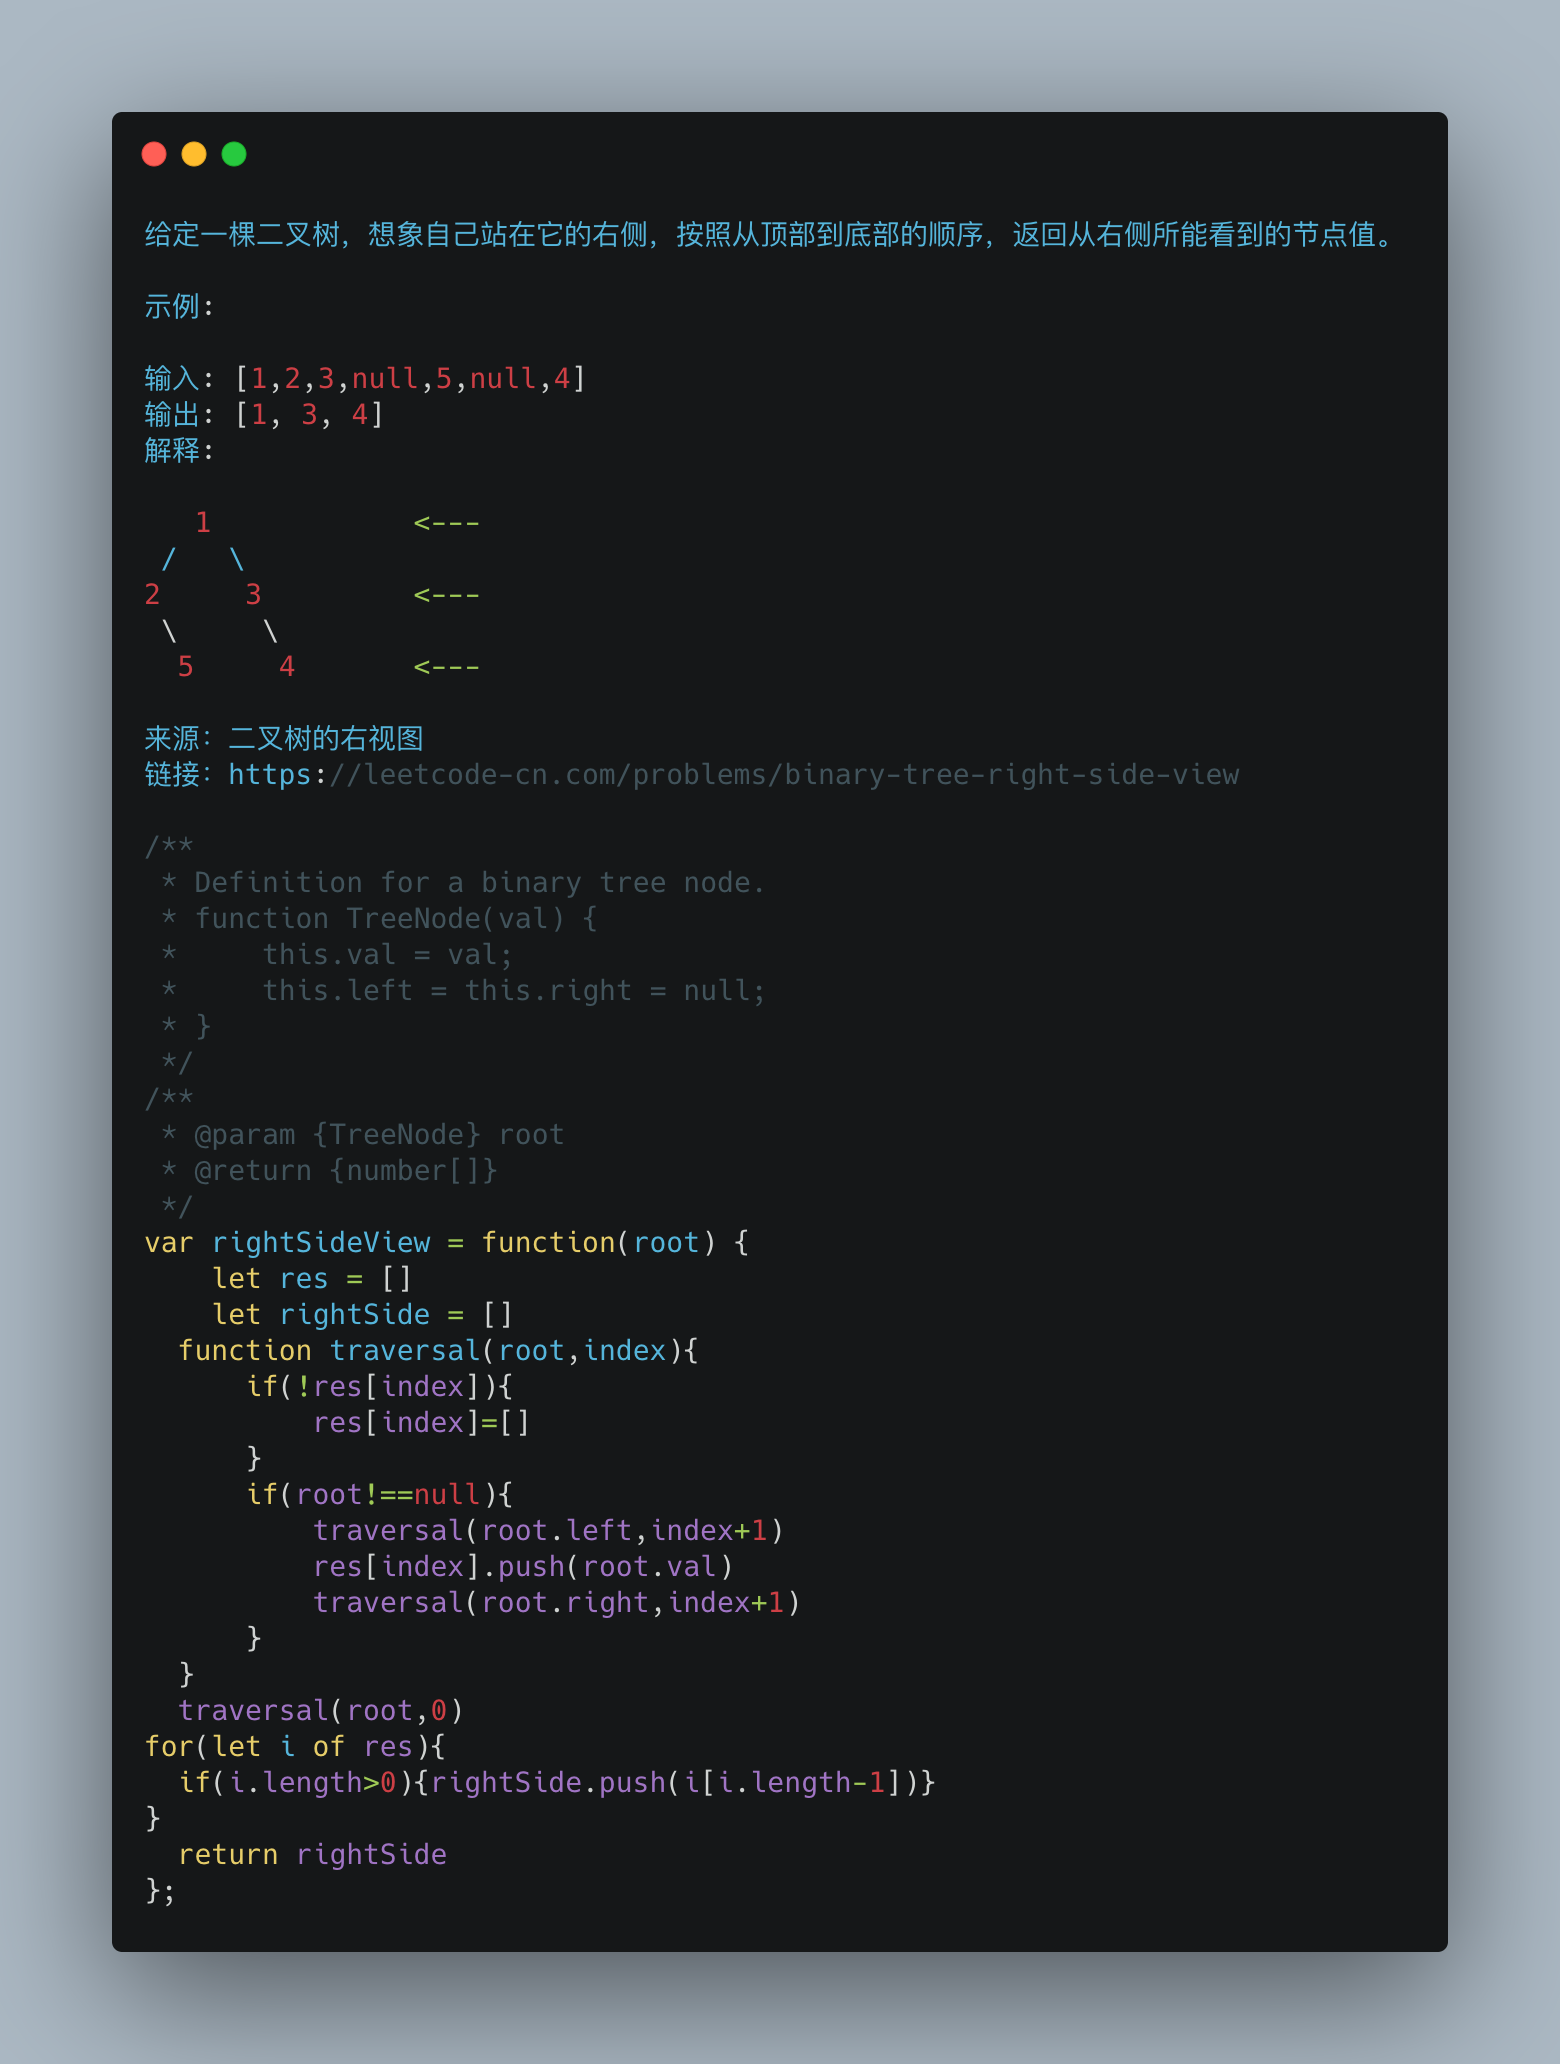 给定一棵二叉树，想象自己站在它的右侧，按照从顶部到底部的顺序，返回从右侧所能看到的节点值。

示例:

输入: [1,2,3,null,5,null,4]
输出: [1, 3, 4]
解释:

   1            <---
 /   \
2     3         <---
 \     \
  5     4       <---

来源：二叉树的右视图
链接：https://leetcode-cn.com/problems/binary-tree-right-side-view

/**
 * Definition for a binary tree node.
 * function TreeNode(val) {
 *     this.val = val;
 *     this.left = this.right = null;
 * }
 */
/**
 * @param {TreeNode} root
 * @return {number[]}
 */
var rightSideView = function(root) {
    let res = []
    let rightSide = []
  function traversal(root,index){
      if(!res[index]){
          res[index]=[]
      }
      if(root!==null){
          traversal(root.left,index+1)
          res[index].push(root.val)
          traversal(root.right,index+1)
      }
  }
  traversal(root,0)
for(let i of res){
  if(i.length>0){rightSide.push(i[i.length-1])}
}
  return rightSide
};